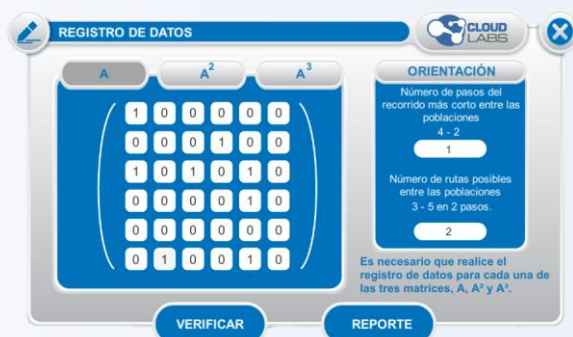 REGISTRO DE DATOS
CLOUD
LABS
A
A²
A³
1 0 0 0 0 0
0 0 0 1 0 0
1 0 1 0 1 0
0 0 0 0 1 0
0 0 0 0 0 0
0 1 0 0 1 0
ORIENTACIÓN
Número de pasos del
recorrido más corto entre las
poblaciones
4 - 2
1
Número de rutas posibles
entre las poblaciones
3 - 5 en 2 pasos.
2
Es necesario que realice el
registro de datos para cada una de
las tres matrices, A, A² y A³.
VERIFICAR
REPORTE